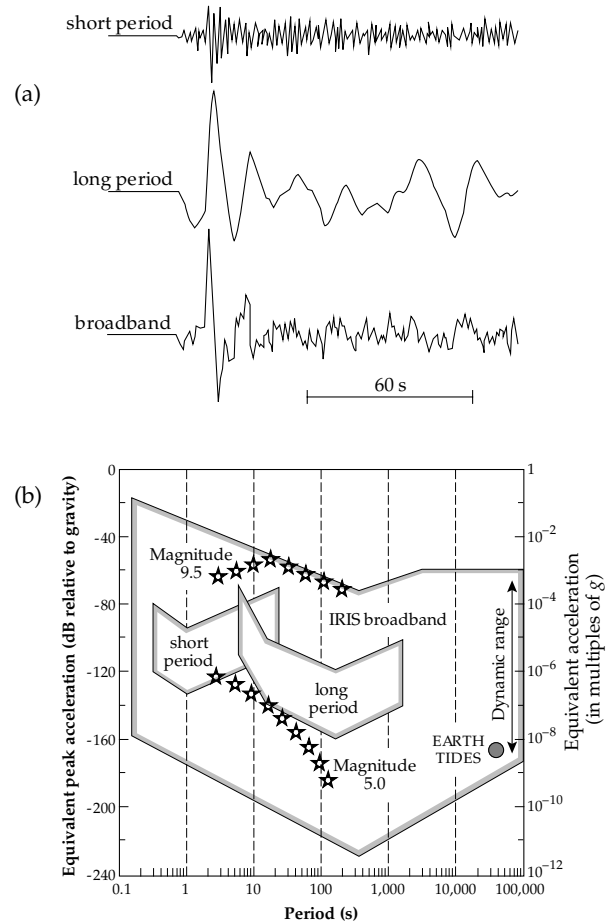 short period
(a)
long period
broadband
60 s
(b)
Equivalent peak acceleration (dB relative to gravity)
0
-40
-80
-120
-160
-200
-240
1
10⁻²
10⁻⁴
10⁻⁶
10⁻⁸
10⁻¹⁰
10⁻¹²
Equivalent acceleration
(in multiples of g)
Magnitude
9.5
IRIS broadband
short
period
long
period
Dynamic range
EARTH
TIDES
Magnitude
5.0
0.1 1 10 100 1000 10,000 100,000
Period (s)